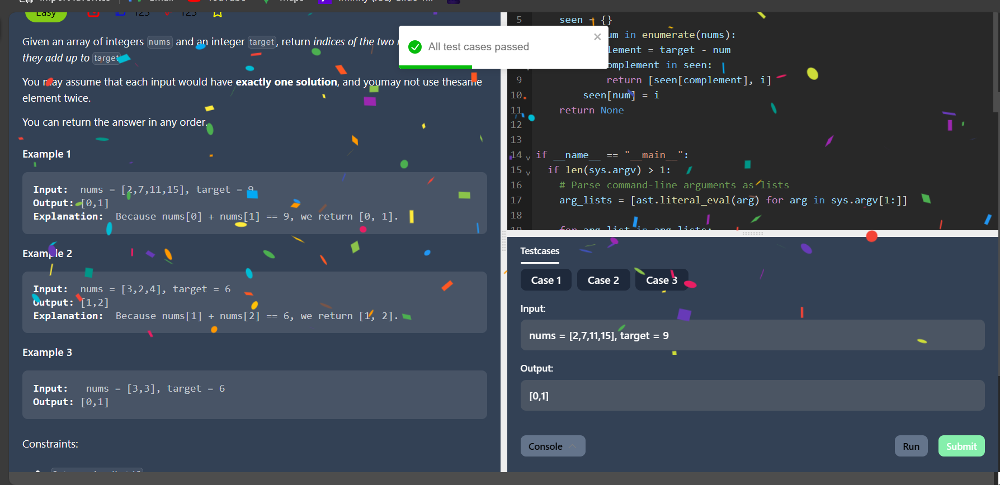 Easy
123
123
Given an array of integers nums and an integer target, return indices of the two
they add up to target
You may assume that each input would have exactly one solution, and youmay not use thesame
element twice.
You can return the answer in any order.
Example 1
Input: nums = [2,7,11,15], target = 9
Output: [0,1]
Explanation: Because nums[0] + nums[1] == 9, we return [0, 1].
Example 2
Input: nums = [3,2,4], target = 6
Output: [1,2]
Explanation: Because nums[1] + nums[2] == 6, we return [1, 2].
Example 3
Input: nums = [3,3], target = 6
Output: [0,1]
Constraints:
All test cases passed
5 seen = {}
um in enumerate(nums):
lement = target - num
omplement in seen:
9 return [seen[complement], i]
10 seen[num] = i
11 return None
12
13
14 if __name__ == "__main__":
15 if len(sys.argv) > 1:
16 # Parse command-line arguments as lists
17 arg_lists = [ast.literal_eval(arg) for arg in sys.argv[1:]]
18
19 for arg_list in arg_lists:
Testcases
Case 1 Case 2 Case 3
Input:
nums = [2,7,11,15], target = 9
Output:
[0,1]
Console Run Submit